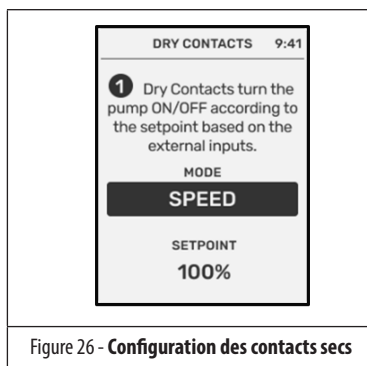 DRY CONTACTS 9:41
1 Dry Contacts turn the
pump ON/OFF according to
the setpoint based on the
external inputs.
MODE
SPEED
SETPOINT
100%
Figure 26 - Configuration des contacts secs